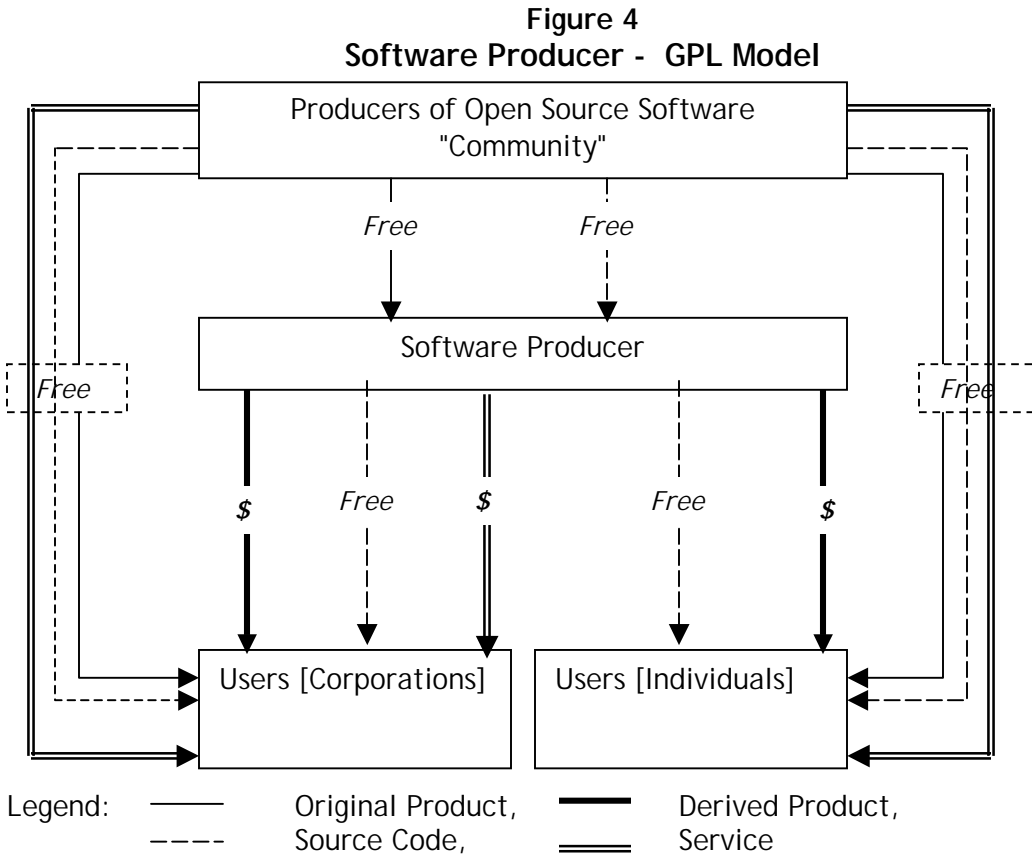 Figure 4
Software Producer - GPL Model
Producers of Open Source Software
"Community"
Free Free
Software Producer
Free Free
$ Free $ Free $
Users [Corporations] Users [Individuals]
Legend: Original Product, Derived Product,
Source Code, Service